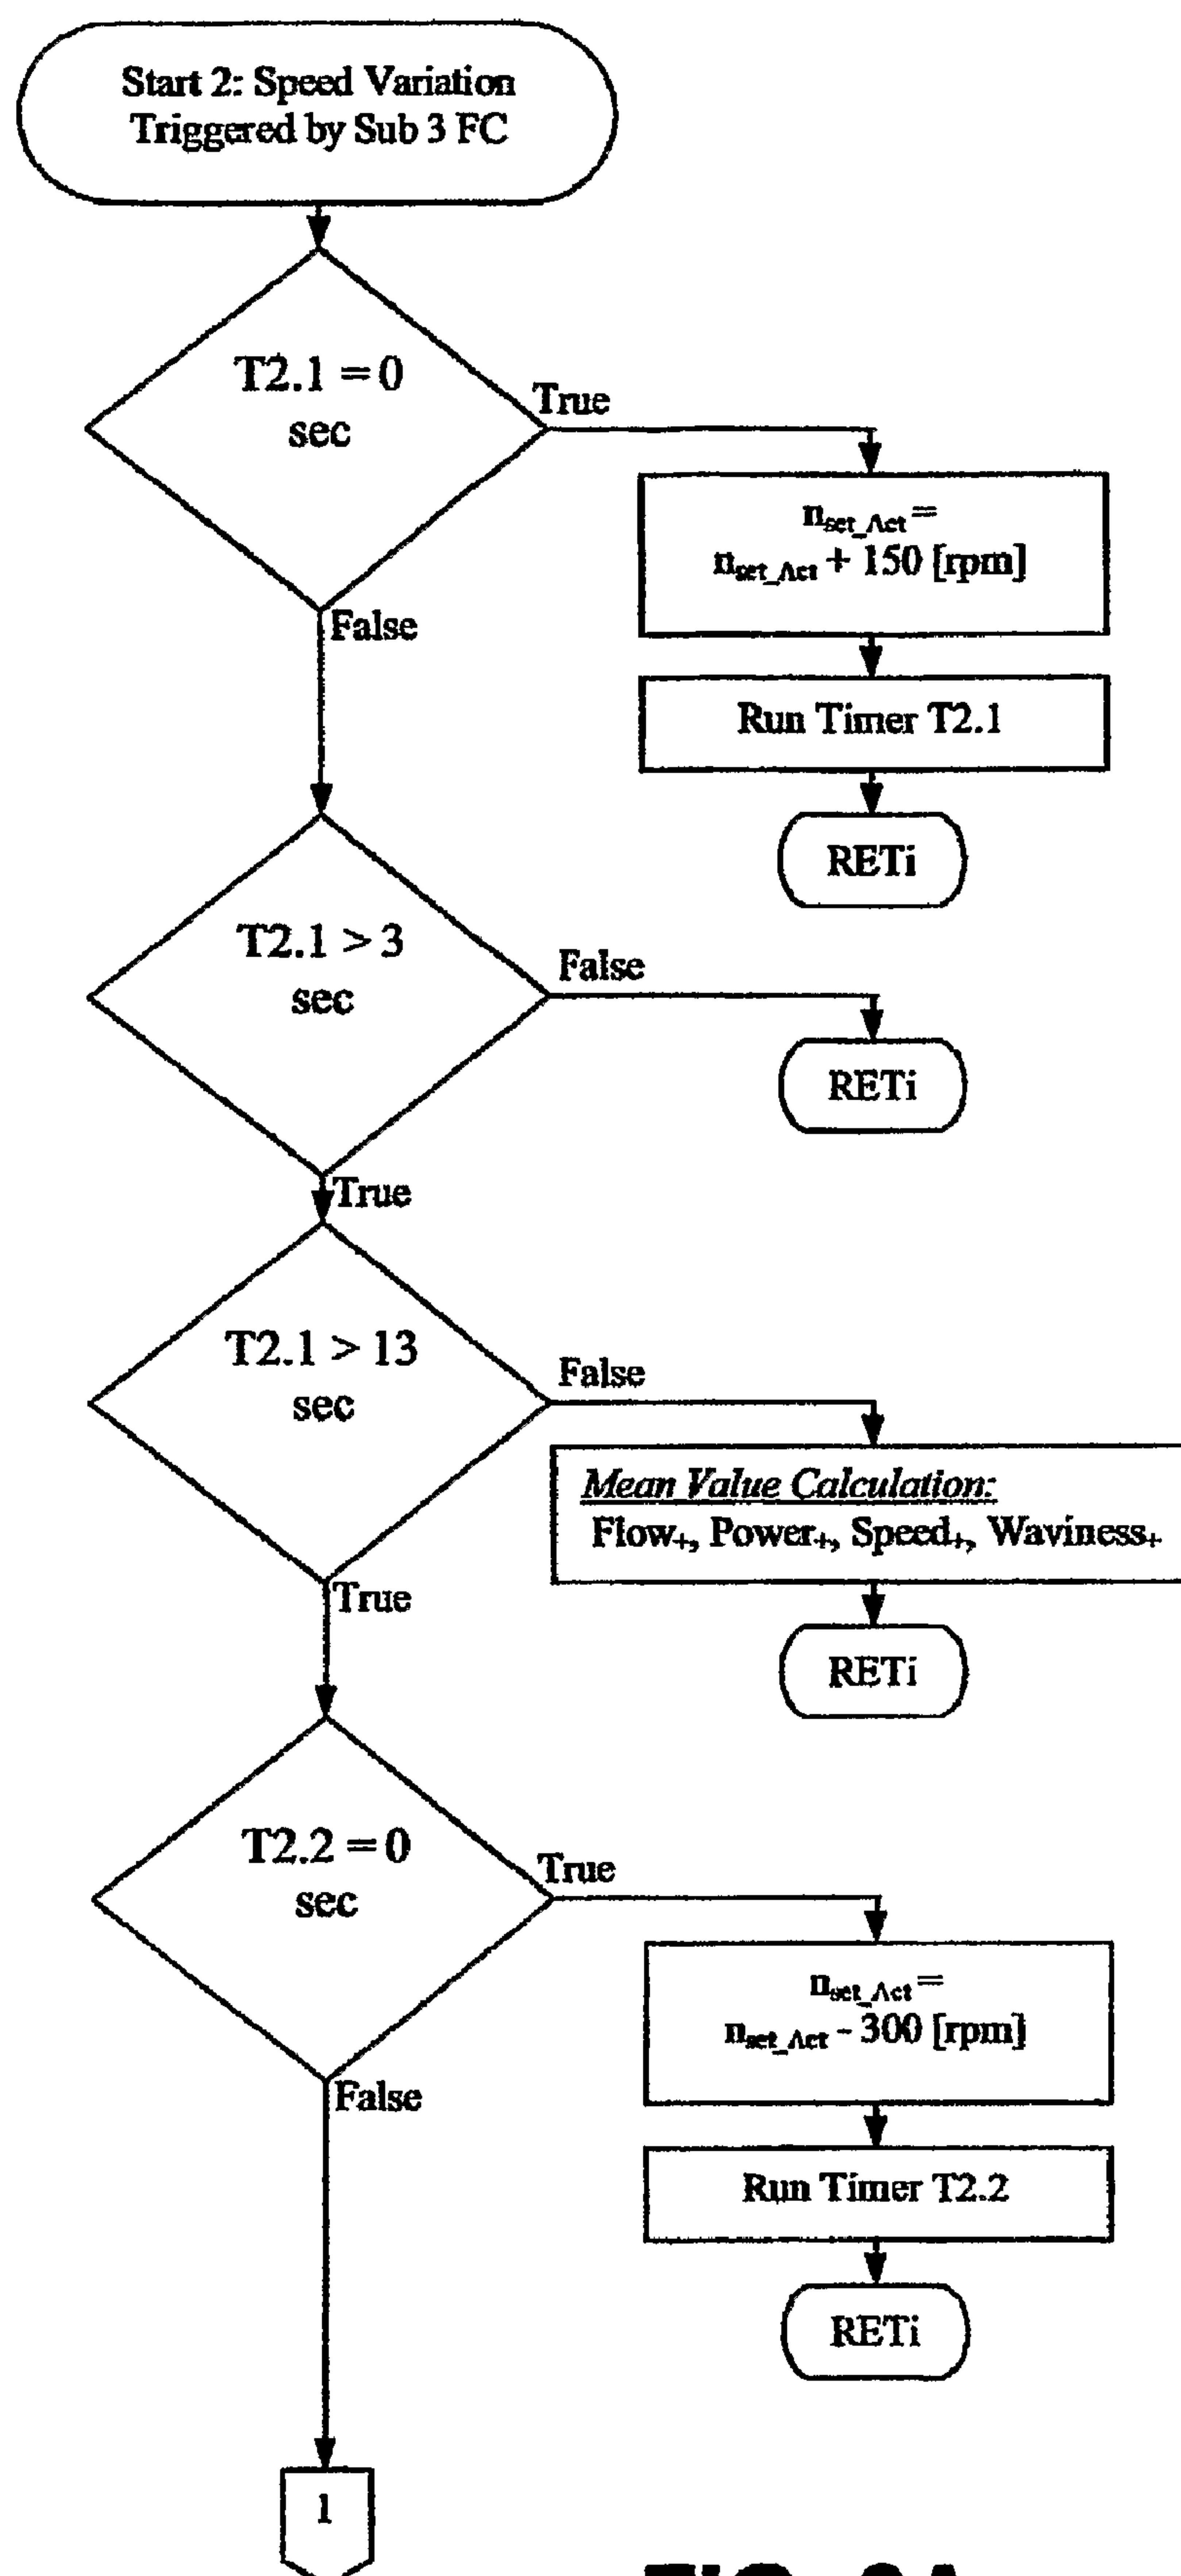 Start 2: Speed Variation
Triggered by Sub 3 FC
T2.1 = 0
sec
True
n_set_Act =
n_set_Act + 150 [rpm]
False
Run Timer T2.1
RETi
T2.1 > 3
sec
False
RETi
True
T2.1 > 13
sec
False
Mean Value Calculation:
Flow+, Power+, Speed+, Waviness+
True
RETi
T2.2 = 0
sec
True
n_set_Act =
n_set_Act - 300 [rpm]
False
Run Timer T2.2
RETi
1